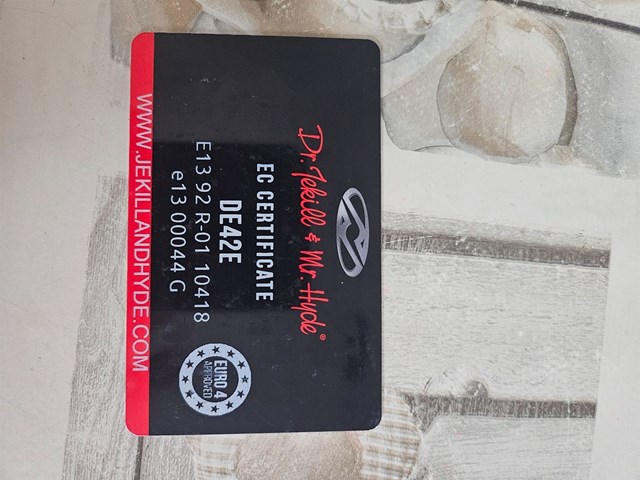 Dr. Jekill & Mr. Hyde®
EC CERTIFICATE
DE42E
E13 92 R-01 10418
e13 00044 G
EURO 4
APPROVED
WWW.JEKILLANDHYDE.COM